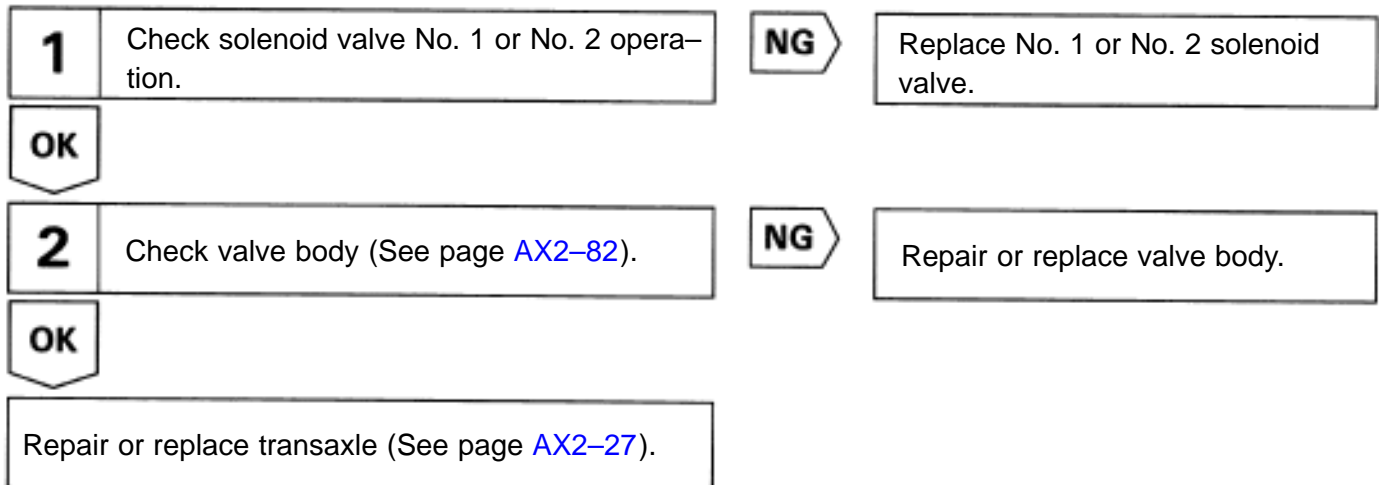 1
Check solenoid valve No. 1 or No. 2 opera–
tion.
NG
Replace No. 1 or No. 2 solenoid
valve.
OK
2
Check valve body (See page AX2–82).
NG
Repair or replace valve body.
OK
Repair or replace transaxle (See page AX2–27).